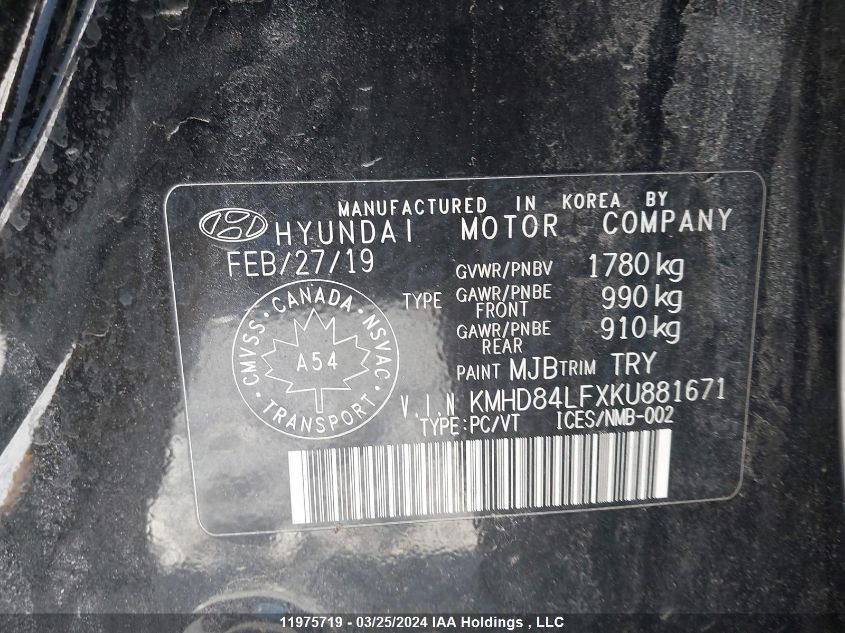 MANUFACTURED IN KOREA BY
HYUNDAI MOTOR COMPANY
FEB/27/19
GVWR/PNBV 1780 kg
TYPE GAWR/PNBE FRONT 990 kg
GAWR/PNBE REAR 910 kg
PAINT MJB TRIM TRY
V.I.N KMHD84LFXKU881671
TYPE:PC/VT ICES/NMB-002
CMVSS · CANADA · NSVAC · TRANSPORT ·
A54
11975719 - 03/25/2024 IAA Holdings , LLC